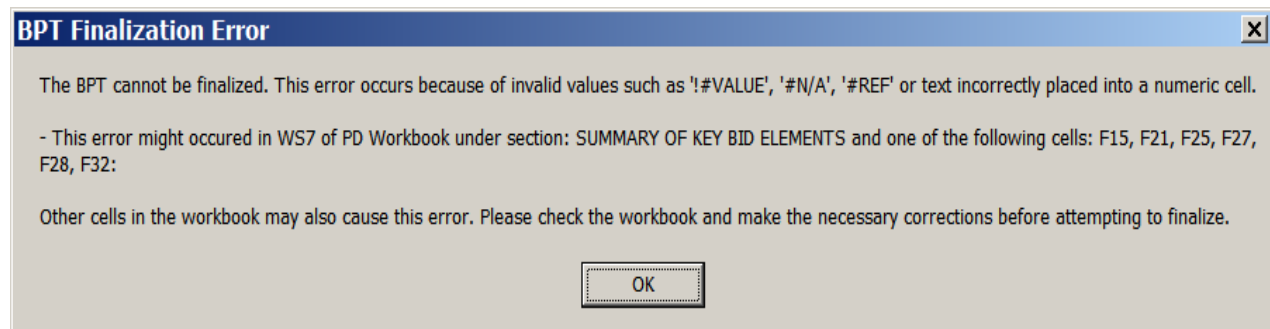 BPT Finalization Error
The BPT cannot be finalized. This error occurs because of invalid values such as '!#VALUE', '#N/A', '#REF' or text incorrectly placed into a numeric cell.
- This error might occured in WS7 of PD Workbook under section: SUMMARY OF KEY BID ELEMENTS and one of the following cells: F15, F21, F25, F27,
F28, F32:
Other cells in the workbook may also cause this error. Please check the workbook and make the necessary corrections before attempting to finalize.
OK